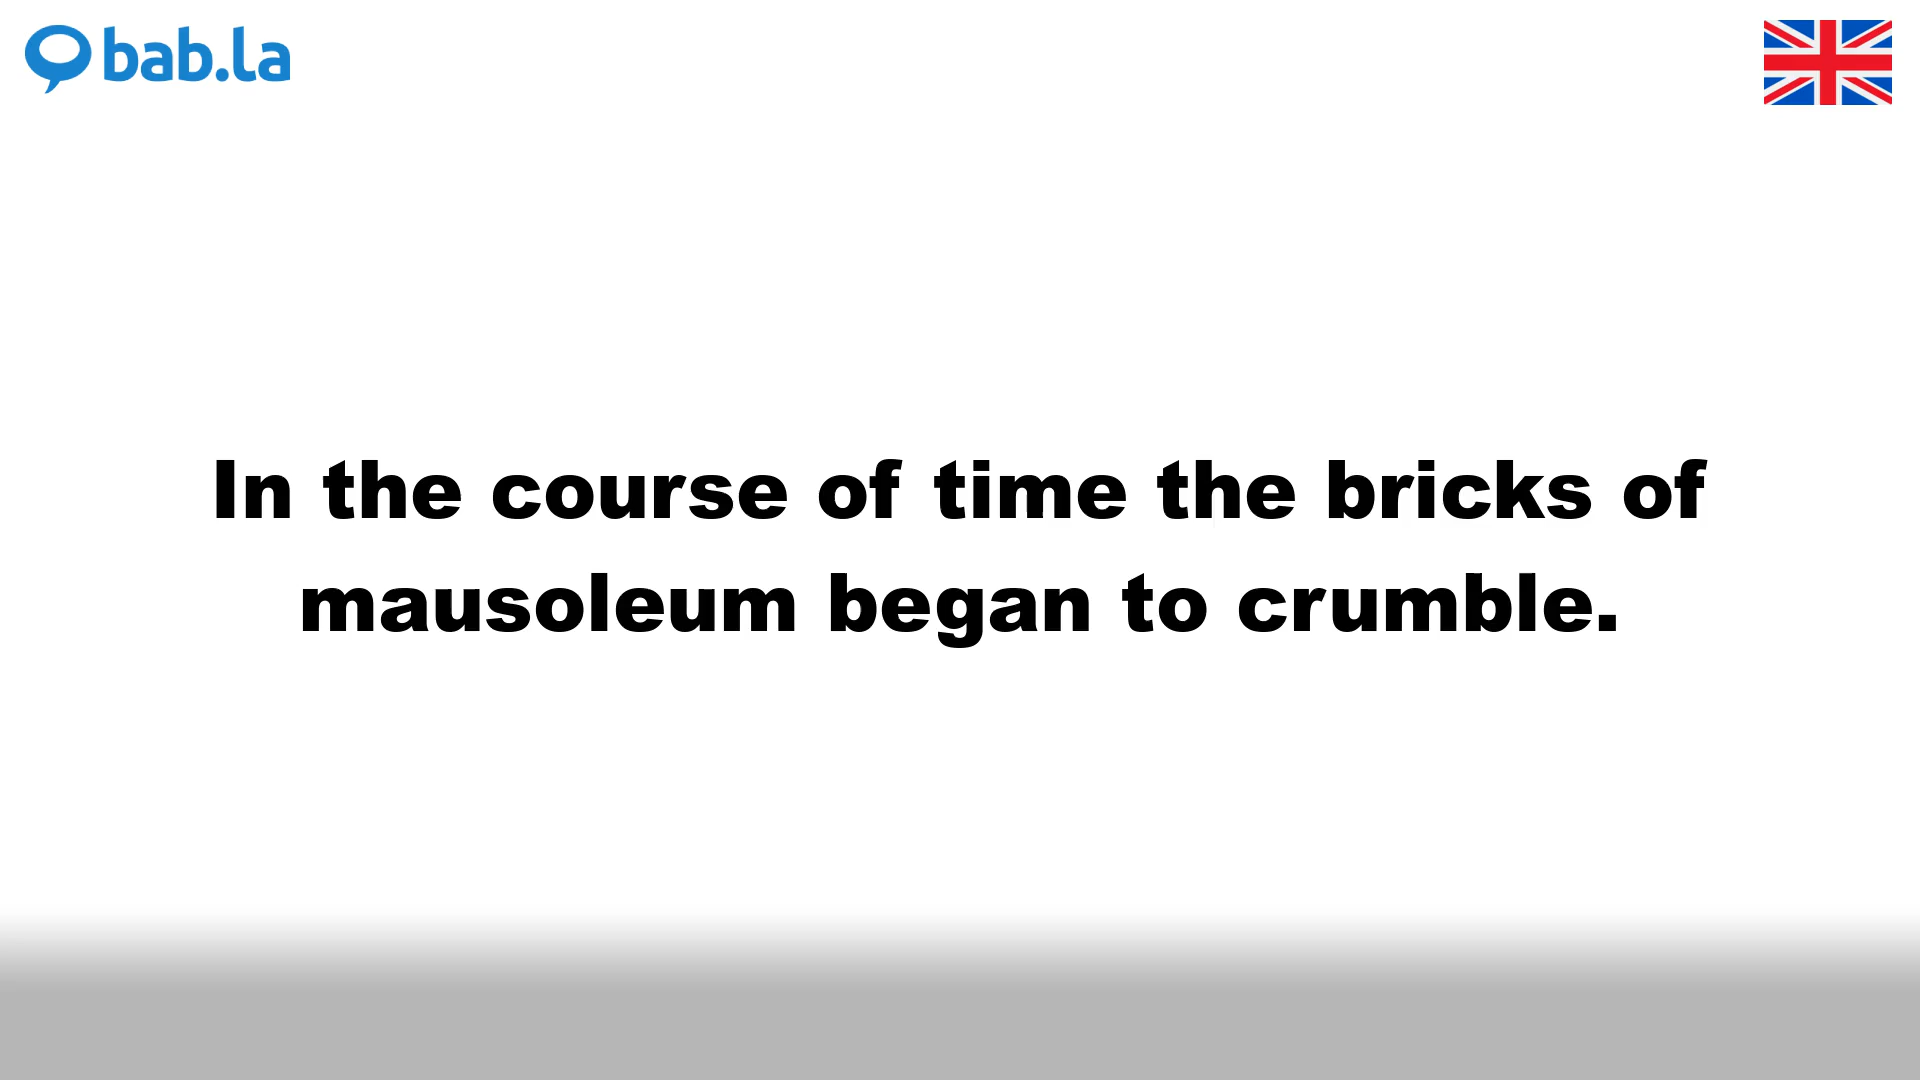 bab.la
In the course of time the bricks of
mausoleum began to crumble.